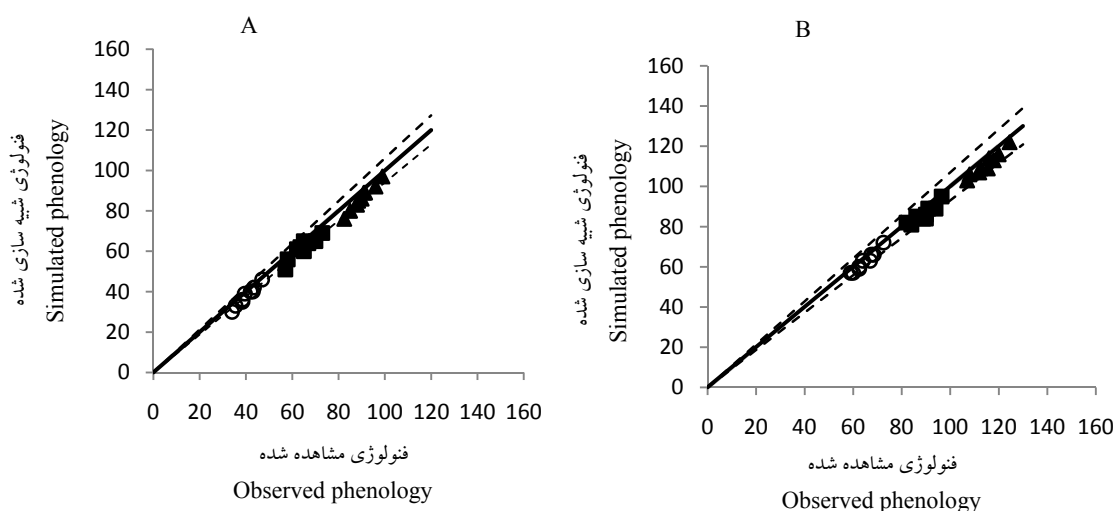 A
160
140
120
100
80
60
40
20
0
0 20 40 60 80 100 120 140 160
فنولوژی شبیه سازی شده
Simulated phenology
فنولوژی مشاهده شده
Observed phenology
B
160
140
120
100
80
60
40
20
0
0 20 40 60 80 100 120 140 160
فنولوژی شبیه سازی شده
Simulated phenology
فنولوژی مشاهده شده
Observed phenology